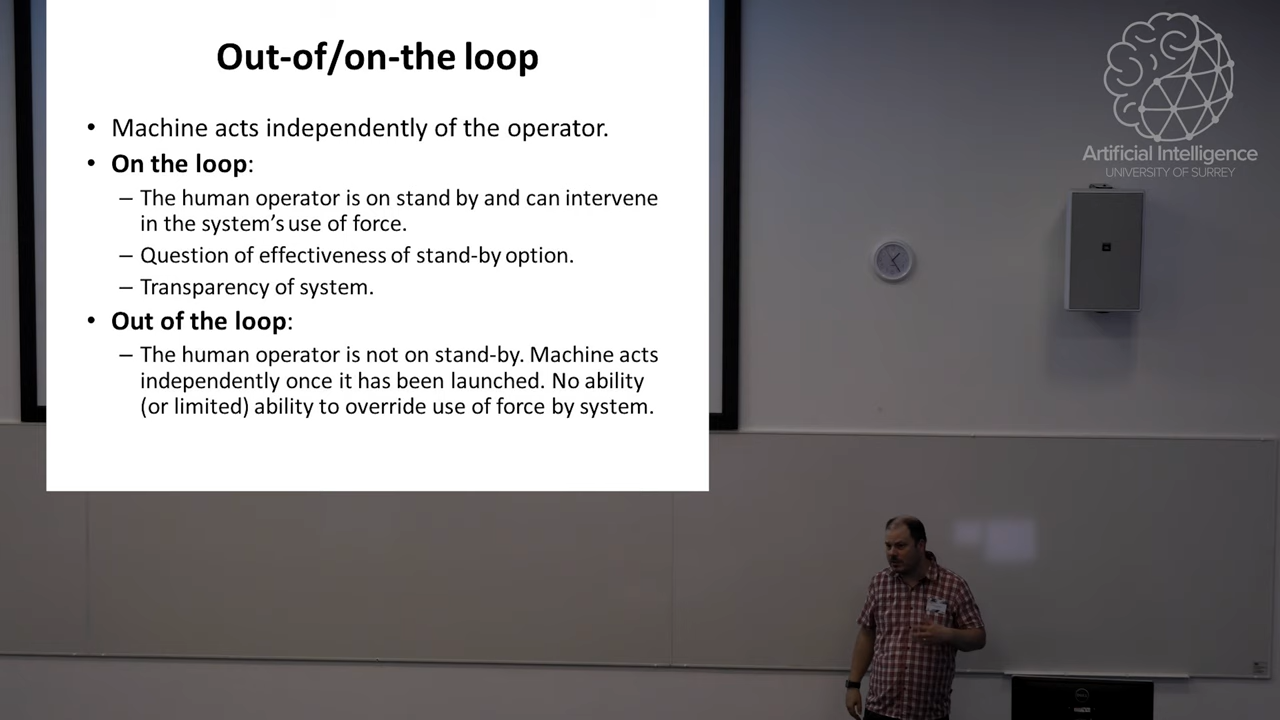 Out-of/on-the loop
• Machine acts independently of the operator.
• On the loop:
– The human operator is on stand by and can intervene
in the system's use of force.
– Question of effectiveness of stand-by option.
– Transparency of system.
• Out of the loop:
– The human operator is not on stand-by. Machine acts
independently once it has been launched. No ability
(or limited) ability to override use of force by system.
Artificial Intelligence
UNIVERSITY OF SURREY